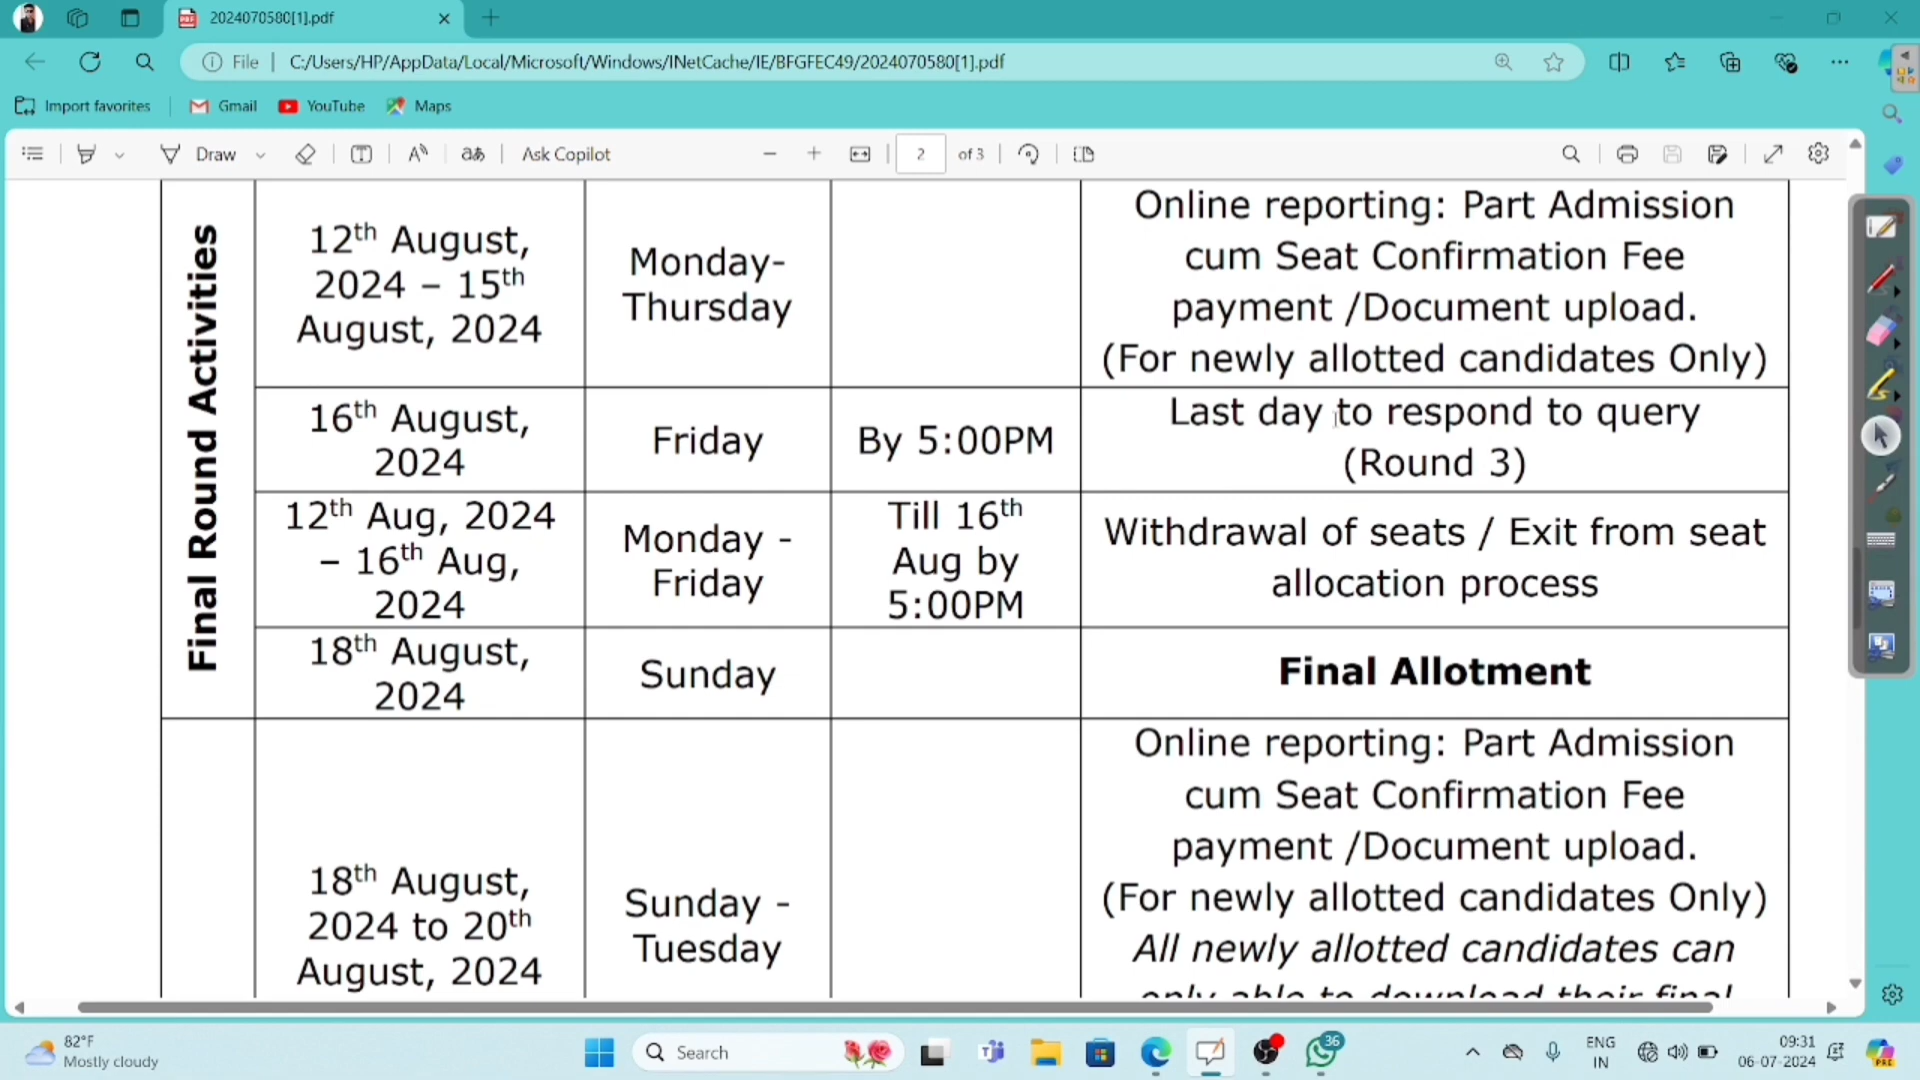 2024070580[1].pdf
File
C:/Users/HP/AppData/Local/Microsoft/Windows/INetCache/IE/BFGFEC49/2024070580[1].pdf
Import favorites
Gmail
YouTube
Maps
Draw
Ask Copilot
2
of 3
Final Round Activities
12th August,
2024 – 15th
August, 2024
Monday-
Thursday
Online reporting: Part Admission
cum Seat Confirmation Fee
payment /Document upload.
(For newly allotted candidates Only)
16th August,
2024
Friday
By 5:00PM
Last day to respond to query
(Round 3)
12th Aug, 2024
– 16th Aug,
2024
Monday -
Friday
Till 16th
Aug by
5:00PM
Withdrawal of seats / Exit from seat
allocation process
18th August,
2024
Sunday
Final Allotment
18th August,
2024 to 20th
August, 2024
Sunday -
Tuesday
Online reporting: Part Admission
cum Seat Confirmation Fee
payment /Document upload.
(For newly allotted candidates Only)
All newly allotted candidates can
only able to download their final
82°F
Mostly cloudy
Search
36
ENG
IN
09:31
06-07-2024